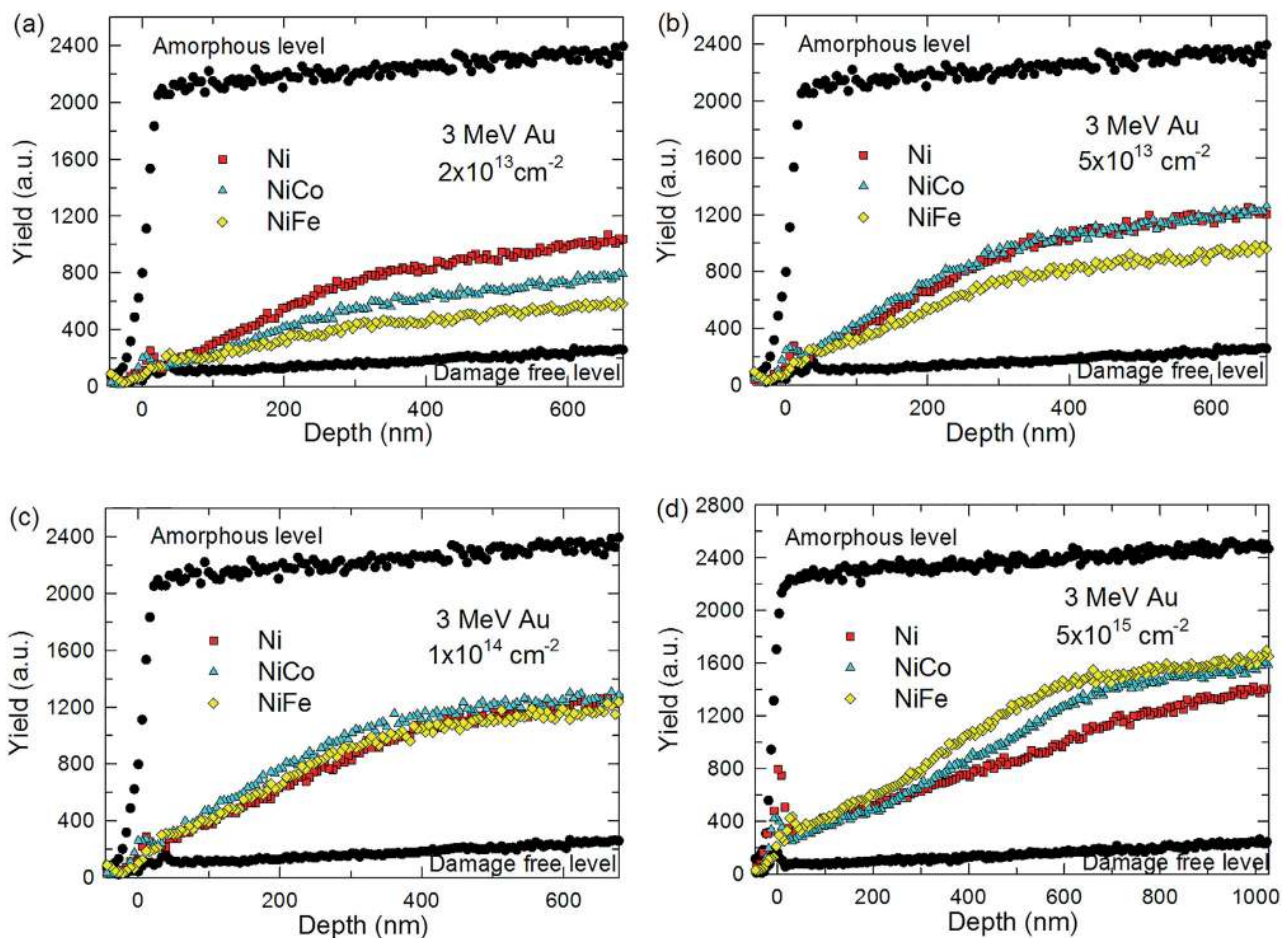 (a)
Amorphous level
2400
2000
1600
1200
800
400
0
Yield (a.u.)
3 MeV Au
2x10^13cm^-2
Ni
NiCo
NiFe
Damage free level
0 200 400 600
Depth (nm)
(b)
Amorphous level
2400
2000
1600
1200
800
400
0
Yield (a.u.)
3 MeV Au
5x10^13 cm^-2
Ni
NiCo
NiFe
Damage free level
0 200 400 600
Depth (nm)
(c)
Amorphous level
2400
2000
1600
1200
800
400
0
Yield (a.u.)
3 MeV Au
1x10^14 cm^-2
Ni
NiCo
NiFe
Damage free level
0 200 400 600
Depth (nm)
(d)
2800
Amorphous level
2400
2000
1600
1200
800
400
0
Yield (a.u.)
3 MeV Au
5x10^15 cm^-2
Ni
NiCo
NiFe
Damage free level
0 200 400 600 800 1000
Depth (nm)